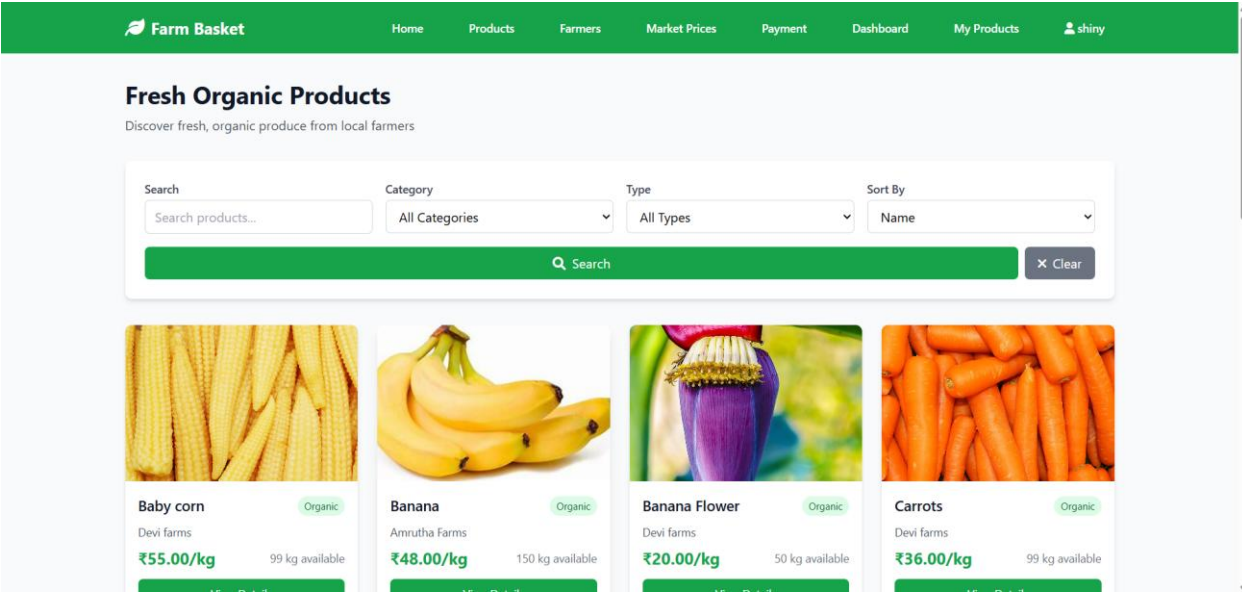 Farm Basket
Home Products Farmers Market Prices Payment Dashboard My Products shiny
Fresh Organic Products
Discover fresh, organic produce from local farmers
Search Category Type Sort By
Search products... All Categories All Types Name
Search Clear
Baby corn Organic
Devi farms
₹55.00/kg 99 kg available
Banana Organic
Amrutha Farms
₹48.00/kg 150 kg available
Banana Flower Organic
Devi farms
₹20.00/kg 50 kg available
Carrots Organic
Devi farms
₹36.00/kg 99 kg available